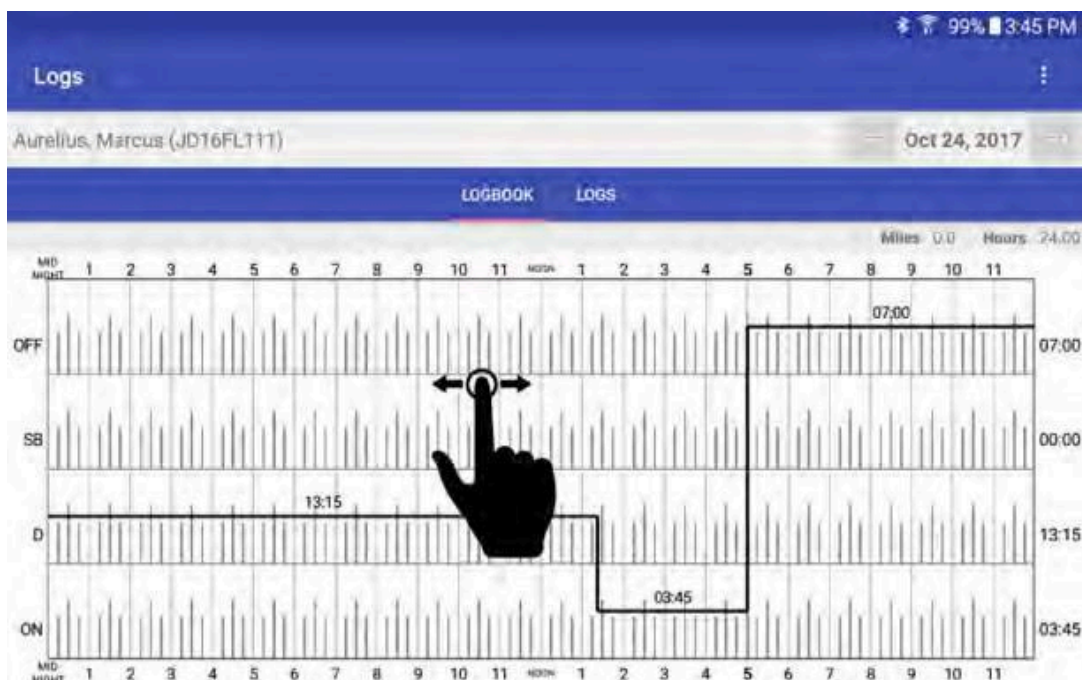 99% 3:45 PM
Logs
Aurelius, Marcus (JD16FL111)
Oct 24, 2017
LOGBOOK LOGS
Miles 0.0 Hours 24.00
MID NIGHT 1 2 3 4 5 6 7 8 9 10 11 NOON 1 2 3 4 5 6 7 8 9 10 11
07:00
OFF 07:00
SB 00:00
13:15
D 13:15
03:45
ON 03:45
MID NIGHT 1 2 3 4 5 6 7 8 9 10 11 NOON 1 2 3 4 5 6 7 8 9 10 11